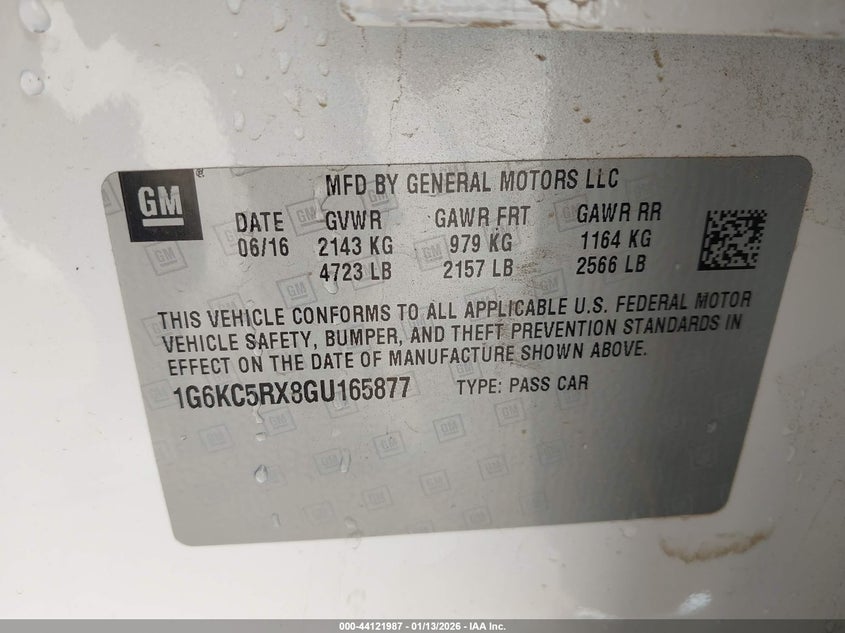 GM
MFD BY GENERAL MOTORS LLC
DATE GVWR GAWR FRT GAWR RR
06/16 2143 KG 979 KG 1164 KG
4723 LB 2157 LB 2566 LB
THIS VEHICLE CONFORMS TO ALL APPLICABLE U.S. FEDERAL MOTOR
VEHICLE SAFETY, BUMPER, AND THEFT PREVENTION STANDARDS IN
EFFECT ON THE DATE OF MANUFACTURE SHOWN ABOVE.
1G6KC5RX8GU165877 TYPE: PASS CAR
000-44121987 - 01/13/2026 - IAA Inc.